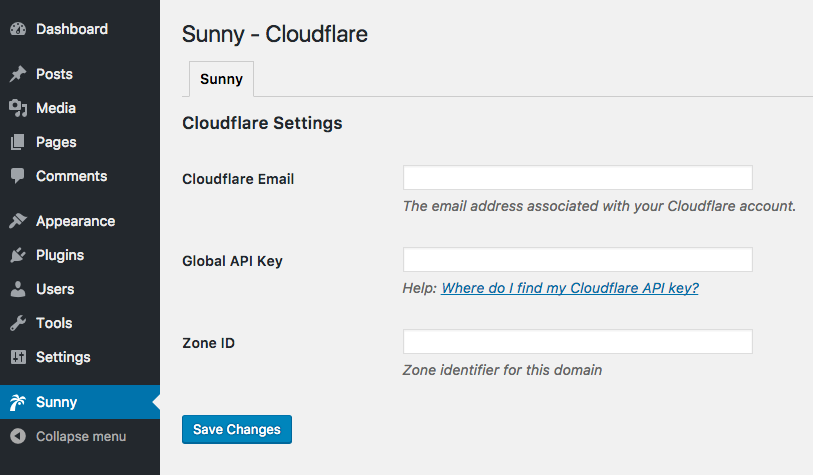 Dashboard
Posts
Media
Pages
Comments
Appearance
Plugins
Users
Tools
Settings
Sunny
Collapse menu
Sunny - Cloudflare
Sunny
Cloudflare Settings
Cloudflare Email
The email address associated with your Cloudflare account.
Global API Key
Help: Where do I find my Cloudflare API key?
Zone ID
Zone identifier for this domain
Save Changes